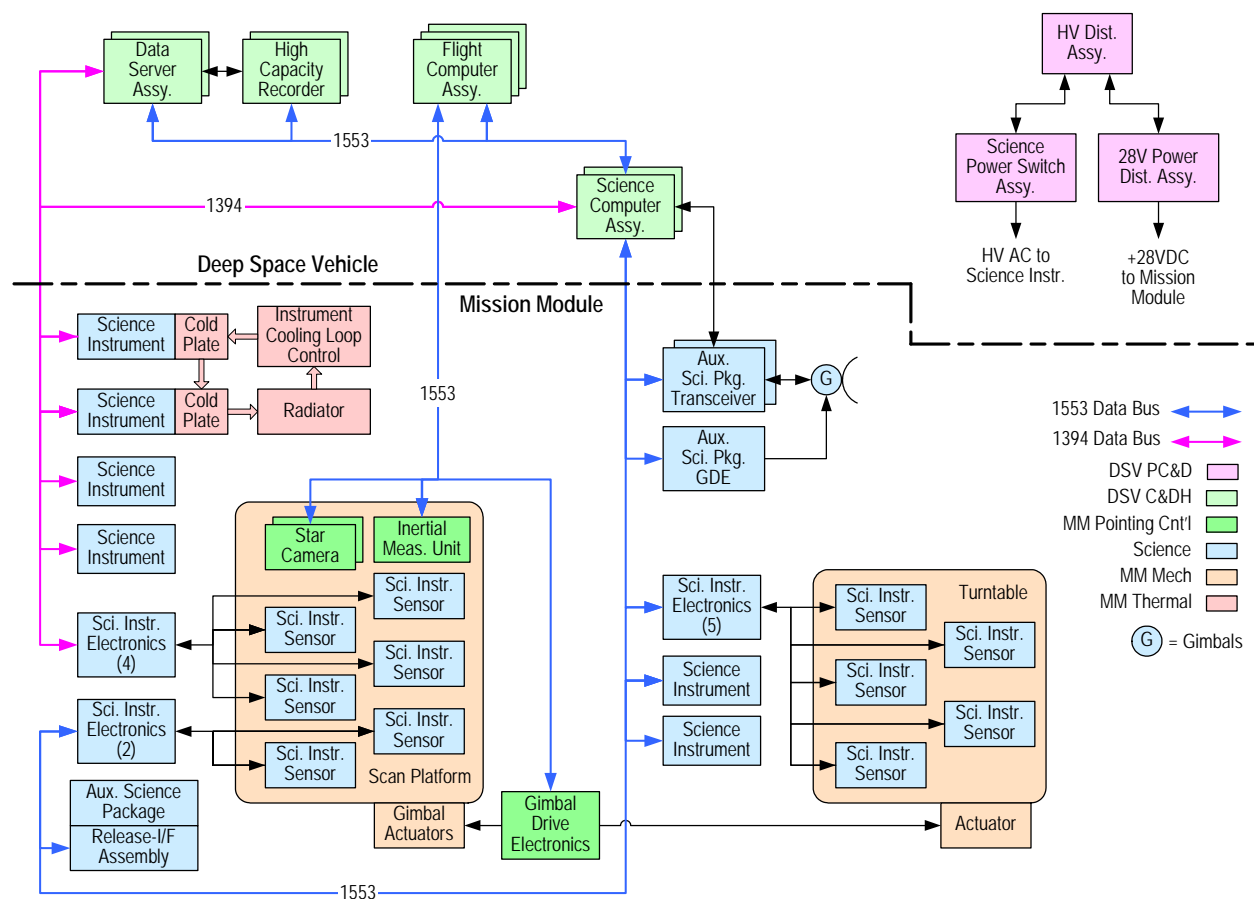 Data
Server
Assy.
High
Capacity
Recorder
Flight
Computer
Assy.
HV Dist.
Assy.
1553
Science
Power Switch
Assy.
28V Power
Dist. Assy.
Science
Computer
Assy.
1394
HV AC to
Science Instr.
+28VDC
to Mission
Module
Deep Space Vehicle
Mission Module
Science
Instrument
Cold
Plate
Instrument
Cooling Loop
Control
Science
Instrument
Cold
Plate
Radiator
1553
Aux.
Sci. Pkg.
Transceiver
G
Aux.
Sci. Pkg.
GDE
Science
Instrument
Science
Instrument
Star
Camera
Inertial
Meas. Unit
Sci. Instr.
Electronics
(4)
Sci. Instr.
Sensor
Sci. Instr.
Sensor
Sci. Instr.
Sensor
Sci. Instr.
Sensor
Sci. Instr.
Electronics
(2)
Sci. Instr.
Sensor
Sci. Instr.
Sensor
Scan Platform
Aux. Science
Package
Release-I/F
Assembly
Gimbal
Actuators
Gimbal
Drive
Electronics
1553
Sci. Instr.
Electronics
(5)
Science
Instrument
Science
Instrument
Turntable
Sci. Instr.
Sensor
Sci. Instr.
Sensor
Sci. Instr.
Sensor
Sci. Instr.
Sensor
Sci. Instr.
Sensor
Actuator
1553 Data Bus
1394 Data Bus
DSV PC&D
DSV C&DH
MM Pointing Cnt'l
Science
MM Mech
MM Thermal
G = Gimbals